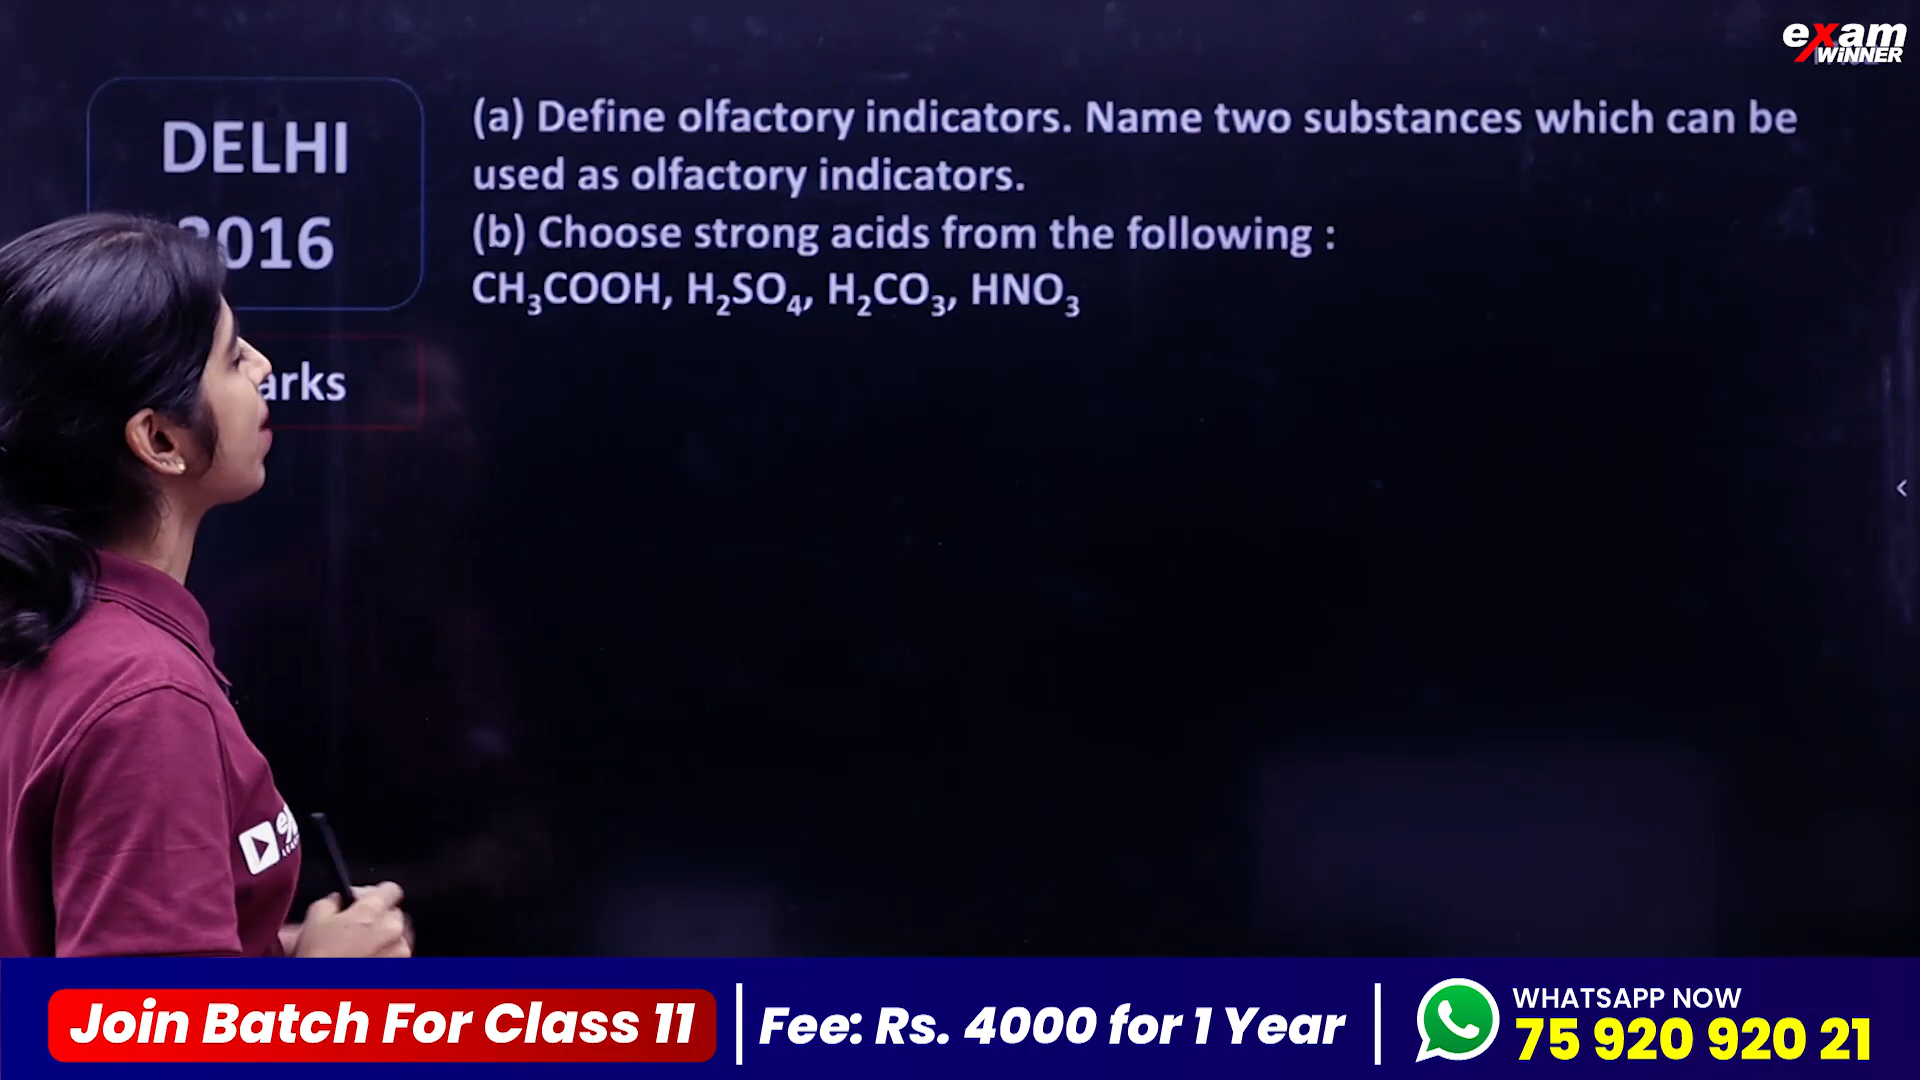 exam
WiNNER
DELHI
2016
arks
(a) Define olfactory indicators. Name two substances which can be
used as olfactory indicators.
(b) Choose strong acids from the following :
CH₃COOH, H₂SO₄, H₂CO₃, HNO₃
Join Batch For Class 11
Fee: Rs. 4000 for 1 Year
WHATSAPP NOW
75 920 920 21